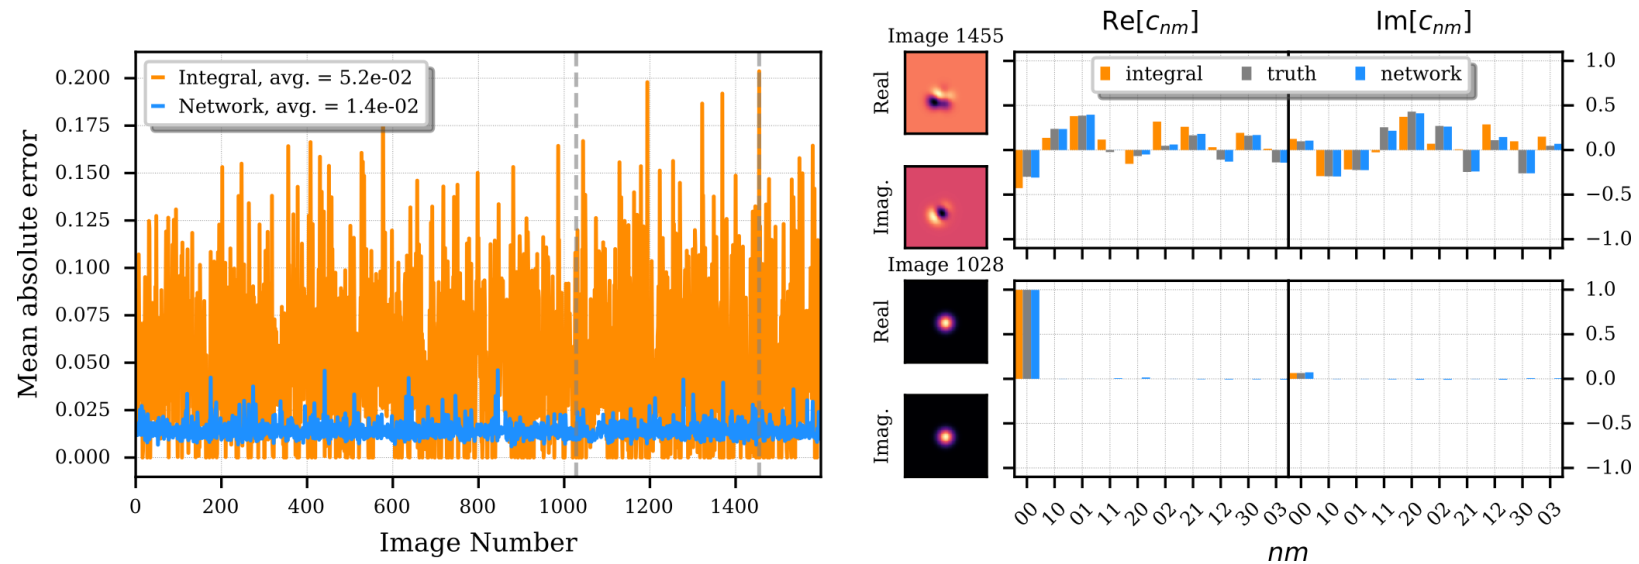 Mean absolute error
0.200
0.175
0.150
0.125
0.100
0.075
0.050
0.025
0.000
Integral, avg. = 5.2e-02
Network, avg. = 1.4e-02
0 200 400 600 800 1000 1200 1400
Image Number
Re[c_nm] Im[c_nm]
Image 1455
Real
Imag.
integral truth network
1.0
0.5
0.0
−0.5
−1.0
Image 1028
Real
Imag.
1.0
0.5
0.0
−0.5
−1.0
00 10 01 11 20 02 21 12 30 03 00 10 01 11 20 02 21 12 30 03
nm